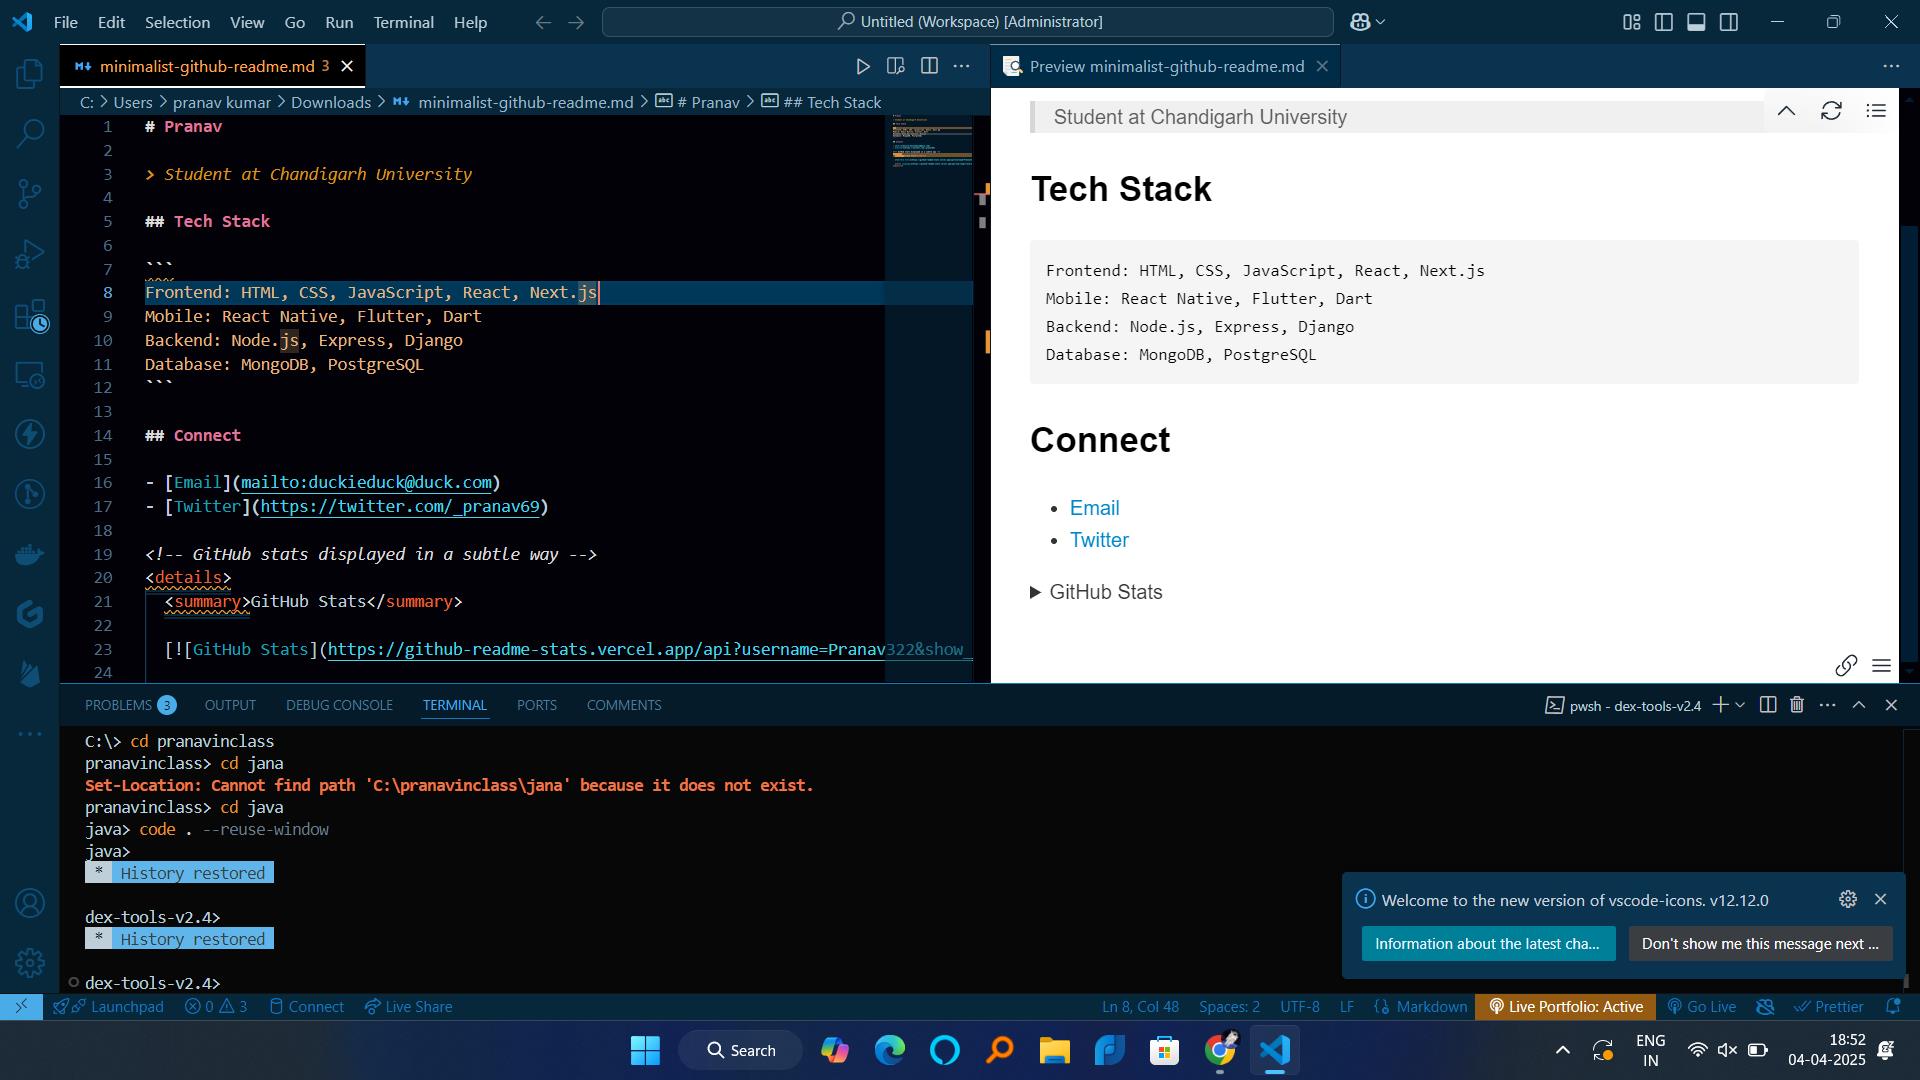 File Edit Selection View Go Run Terminal Help
Untitled (Workspace) [Administrator]
minimalist-github-readme.md 3
Preview minimalist-github-readme.md
C: > Users > pranav kumar > Downloads > minimalist-github-readme.md > # Pranav > ## Tech Stack
1 # Pranav
2
3 > Student at Chandigarh University
4
5 ## Tech Stack
6
7 ```
8 Frontend: HTML, CSS, JavaScript, React, Next.js
9 Mobile: React Native, Flutter, Dart
10 Backend: Node.js, Express, Django
11 Database: MongoDB, PostgreSQL
12 ```
13
14 ## Connect
15
16 - [Email](mailto:duckieduck@duck.com)
17 - [Twitter](https://twitter.com/_pranav69)
18
19 <!-- GitHub stats displayed in a subtle way -->
20 <details>
21 <summary>GitHub Stats</summary>
22
23 [![GitHub Stats](https://github-readme-stats.vercel.app/api?username=Pranav322&show_
24
Student at Chandigarh University
Tech Stack
Frontend: HTML, CSS, JavaScript, React, Next.js
Mobile: React Native, Flutter, Dart
Backend: Node.js, Express, Django
Database: MongoDB, PostgreSQL
Connect
• Email
• Twitter
GitHub Stats
PROBLEMS 3 OUTPUT DEBUG CONSOLE TERMINAL PORTS COMMENTS
pwsh - dex-tools-v2.4
C:\> cd pranavinclass
pranavinclass> cd jana
Set-Location: Cannot find path 'C:\pranavinclass\jana' because it does not exist.
pranavinclass> cd java
java> code . --reuse-window
java>
* History restored
dex-tools-v2.4>
* History restored
dex-tools-v2.4>
Welcome to the new version of vscode-icons. v12.12.0
Information about the latest cha...
Don't show me this message next ...
Launchpad 0 3 Connect Live Share
Ln 8, Col 48 Spaces: 2 UTF-8 LF Markdown Live Portfolio: Active Go Live Prettier
Search
ENG
IN
18:52
04-04-2025